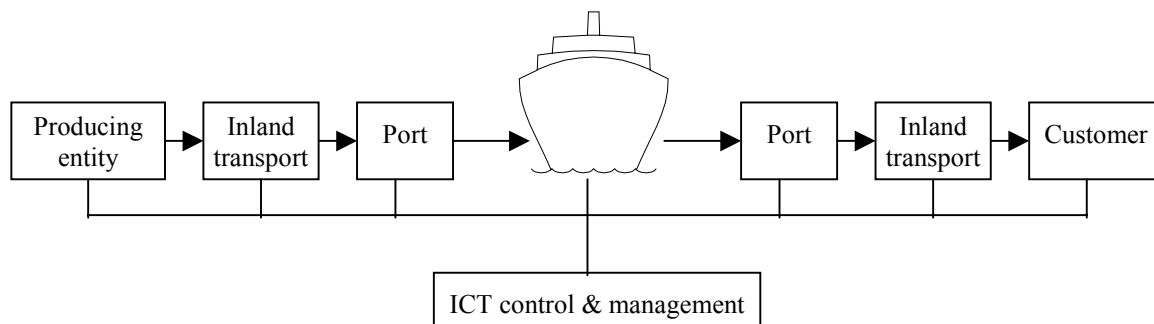 Producing
entity
Inland
transport
Port
Port
Inland
transport
Customer
ICT control & management